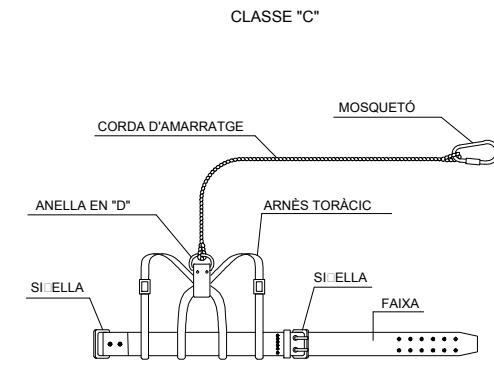 CLASSE "C"
MOSQUETÓ
CORDA D'AMARRATGE
ANELLA EN "D"
ARNÈS TORÀCIC
SI□ELLA
SI□ELLA
FAIXA